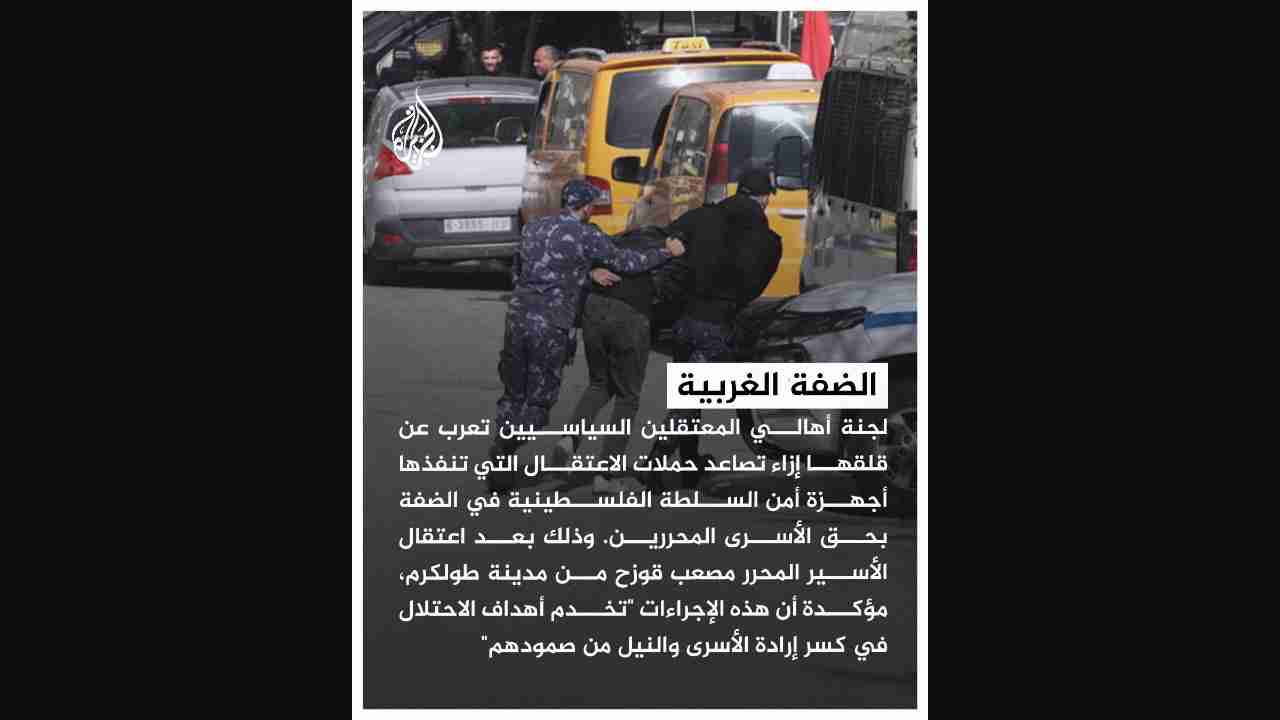 Taxi
الجزيرة
الضفة الغربية
لجنة أهالي المعتقلين السياسيين تعرب عن
قلقها إزاء تصاعد حملات الاعتقال التي تنفذها
أجهزة أمن السلطة الفلسطينية في الضفة
بحق الأسرى المحررين. وذلك بعد اعتقال
الأسير المحرر مصعب قوزح من مدينة طولكرم،
مؤكدة أن هذه الإجراءات "تخدم أهداف الاحتلال
في كسر إرادة الأسرى والنيل من صمودهم"